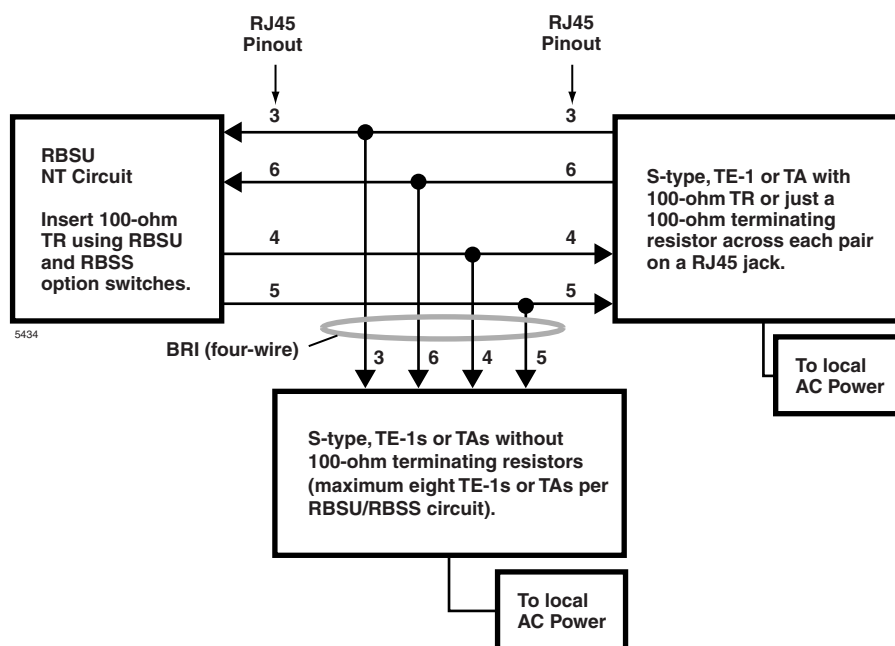 RJ45
Pinout
RJ45
Pinout
3
3
RBSU
NT Circuit
Insert 100-ohm
TR using RBSU
and RBSS
option switches.
6
6
4
4
5
5
S-type, TE-1 or TA with
100-ohm TR or just a
100-ohm terminating
resistor across each pair
on a RJ45 jack.
5434
BRI (four-wire)
3
6
4
5
To local
AC Power
S-type, TE-1s or TAs without
100-ohm terminating resistors
(maximum eight TE-1s or TAs per
RBSU/RBSS circuit).
To local
AC Power